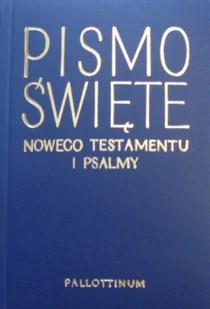 PISMO
ŚWIĘTE
NOWEGO TESTAMENTU
I PSALMY
PALLOTTINUM